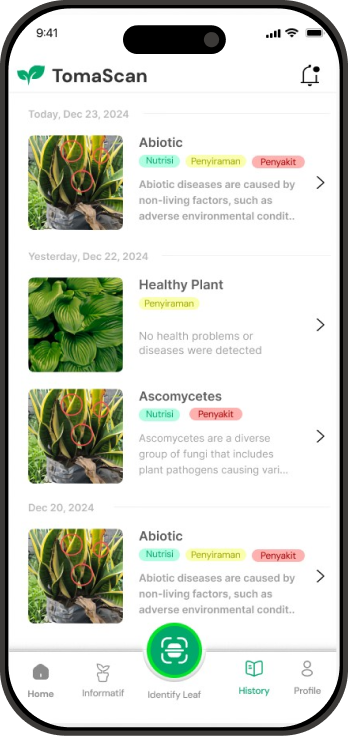 9:41
TomaScan
Today, Dec 23, 2024
Abiotic
Nutrisi Penyiraman Penyakit
Abiotic diseases are caused by
non-living factors, such as
adverse environmental condit..
Yesterday, Dec 22, 2024
Healthy Plant
Penyiraman
No health problems or
diseases were detected
Ascomycetes
Nutrisi Penyakit
Ascomycetes are a diverse
group of fungi that includes
plant pathogens causing vari...
Dec 20, 2024
Abiotic
Nutrisi Penyiraman Penyakit
Abiotic diseases are caused by
non-living factors, such as
adverse environmental condit..
Home Informatif Identify Leaf History Profile